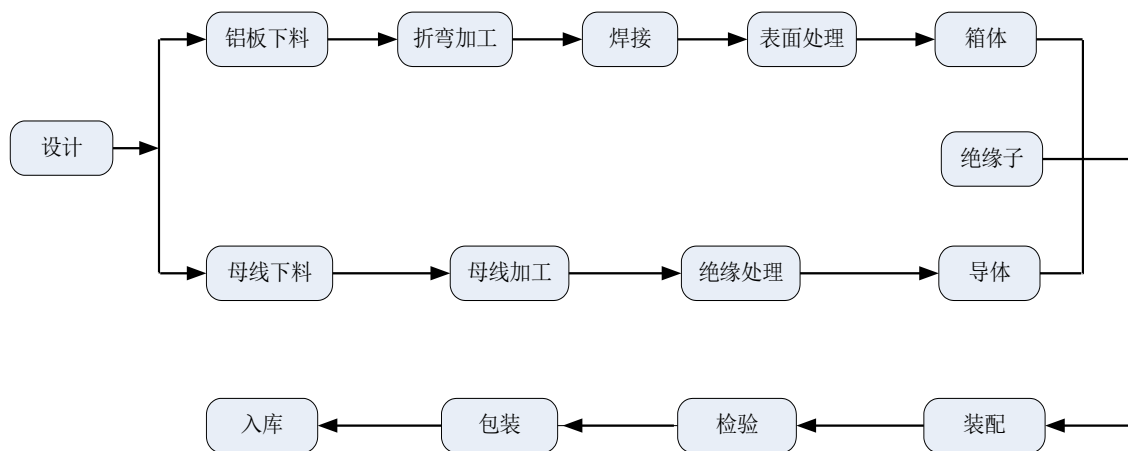 铝板下料
折弯加工
焊接
表面处理
箱体
设计
绝缘子
母线下料
母线加工
绝缘处理
导体
入库
包装
检验
装配